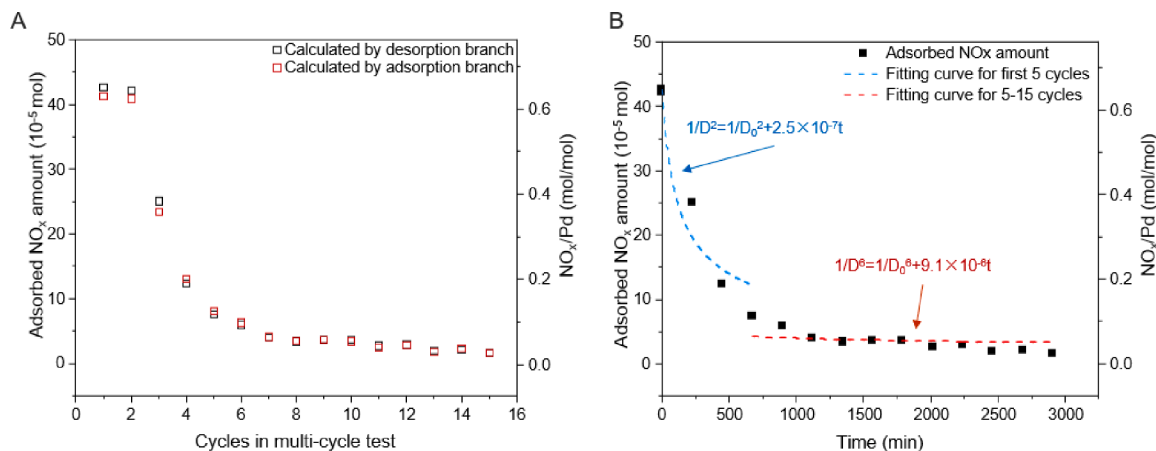 A
50
40
30
20
10
0
Adsorbed NOₓ amount (10⁻⁵ mol)
Calculated by desorption branch
Calculated by adsorption branch
0.6
0.4
0.2
0.0
NOₓ/Pd (mol/mol)
0 2 4 6 8 10 12 14 16
Cycles in multi-cycle test
B
50
40
30
20
10
0
Adsorbed NOₓ amount (10⁻⁵ mol)
Adsorbed NOx amount
Fitting curve for first 5 cycles
Fitting curve for 5-15 cycles
1/D²=1/D₀²+2.5×10⁻⁷t
1/D⁶=1/D₀⁶+9.1×10⁻⁶t
0.6
0.4
0.2
0.0
NOₓ/Pd (mol/mol)
0 500 1000 1500 2000 2500 3000
Time (min)